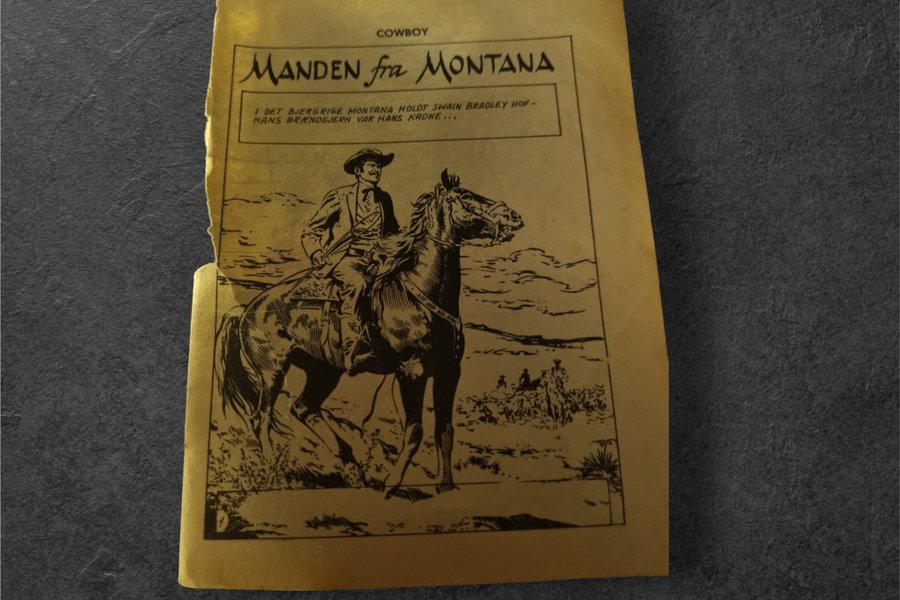 COWBOY
MANDEN fra MONTANA
I DET BJERGRIGE MONTANA HOLDT SWAIN BRADLEY HOF-
HANS BRÆNDEJERN VAR HANS KRONE...